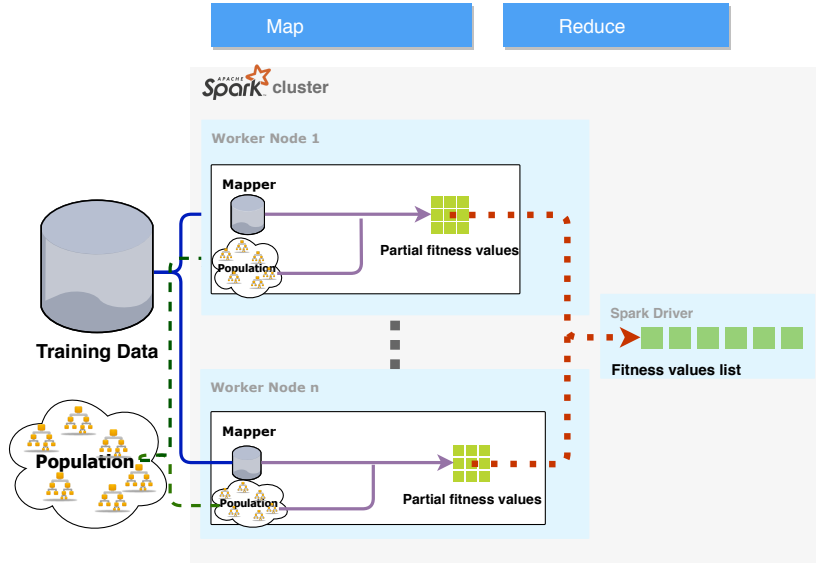 Map
Reduce
APACHE
Spark cluster
Worker Node 1
Mapper
Population
Partial fitness values
Training Data
Spark Driver
Fitness values list
Worker Node n
Mapper
Population
Population
Partial fitness values